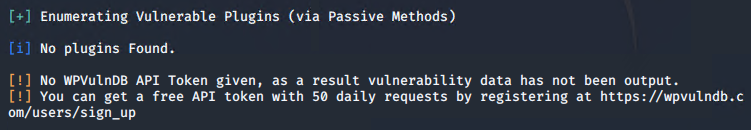 [+] Enumerating Vulnerable Plugins (via Passive Methods)
[i] No plugins Found.
[!] No WPVulnDB API Token given, as a result vulnerability data has not been output.
[!] You can get a free API token with 50 daily requests by registering at https://wpvulndb.c
om/users/sign_up